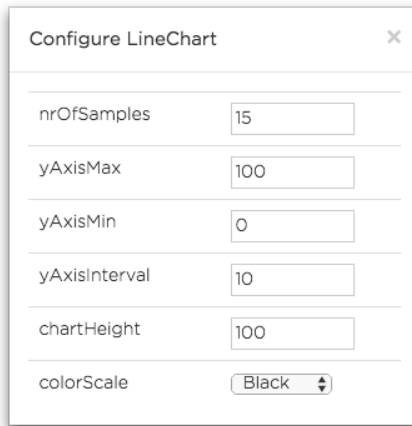 Configure LineChart ×
nrOfSamples 15
yAxisMax 100
yAxisMin 0
yAxisInterval 10
chartHeight 100
colorScale Black